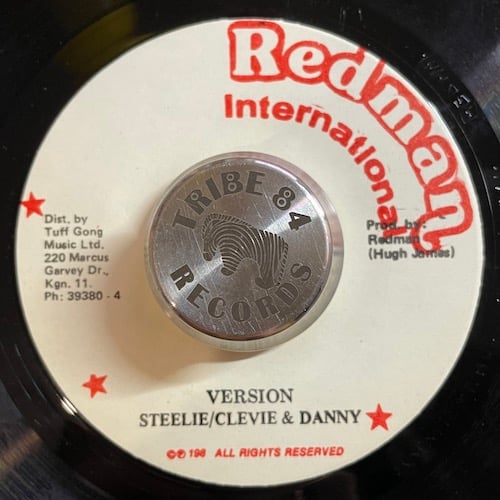 Redman
International
Dist. by
Tuff Gong
Music Ltd.
220 Marcus
Garvey Dr.,
Kgn. 11.
Ph: 39380 - 4
Prod. by:
Redman
(Hugh James)
TRIBE 84
RECORDS
VERSION
STEELIE/CLEVIE & DANNY
©℗ 198 ALL RIGHTS RESERVED